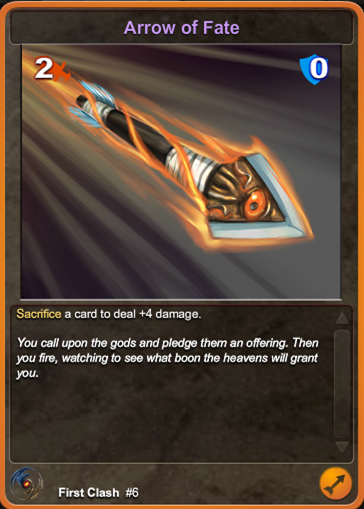 Arrow of Fate
2 0
Sacrifice a card to deal +4 damage.
You call upon the gods and pledge them an offering. Then
you fire, watching to see what boon the heavens will grant
you.
First Clash #6